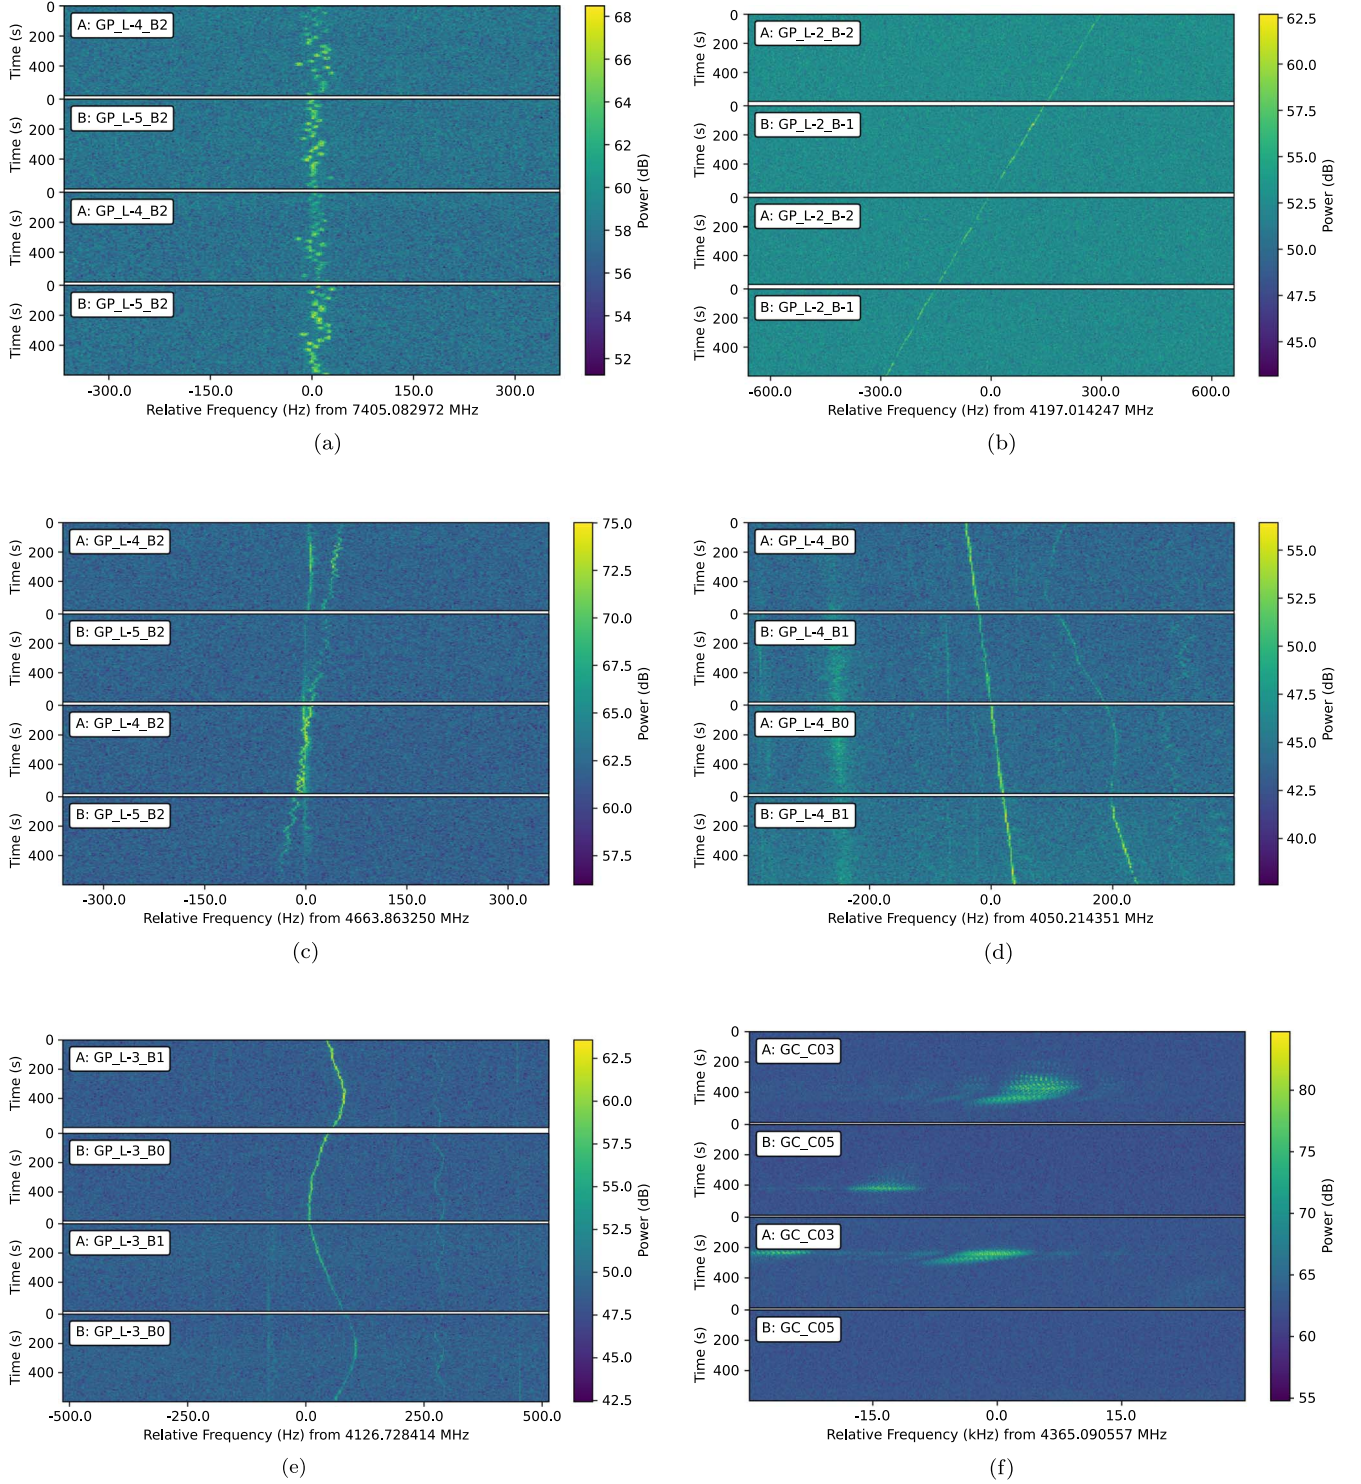 0
200
400
0
200
400
0
200
400
0
200
400
Time (s)
Time (s)
Time (s)
Time (s)
A: GP_L-4_B2
B: GP_L-5_B2
A: GP_L-4_B2
B: GP_L-5_B2
-300.0 -150.0 0.0 150.0 300.0
Relative Frequency (Hz) from 7405.082972 MHz
68
66
64
62
60
58
56
54
52
Power (dB)
(a)
0
200
400
0
200
400
0
200
400
0
200
400
Time (s)
Time (s)
Time (s)
Time (s)
A: GP_L-2_B-2
B: GP_L-2_B-1
A: GP_L-2_B-2
B: GP_L-2_B-1
-600.0 -300.0 0.0 300.0 600.0
Relative Frequency (Hz) from 4197.014247 MHz
62.5
60.0
57.5
55.0
52.5
50.0
47.5
45.0
Power (dB)
(b)
0
200
400
0
200
400
0
200
400
0
200
400
Time (s)
Time (s)
Time (s)
Time (s)
A: GP_L-4_B2
B: GP_L-5_B2
A: GP_L-4_B2
B: GP_L-5_B2
-300.0 -150.0 0.0 150.0 300.0
Relative Frequency (Hz) from 4663.863250 MHz
75.0
72.5
70.0
67.5
65.0
62.5
60.0
57.5
Power (dB)
(c)
0
200
400
0
200
400
0
200
400
0
200
400
Time (s)
Time (s)
Time (s)
Time (s)
A: GP_L-4_B0
B: GP_L-4_B1
A: GP_L-4_B0
B: GP_L-4_B1
-200.0 0.0 200.0
Relative Frequency (Hz) from 4050.214351 MHz
55.0
52.5
50.0
47.5
45.0
42.5
40.0
Power (dB)
(d)
0
200
400
0
200
400
0
200
400
0
200
400
Time (s)
Time (s)
Time (s)
Time (s)
A: GP_L-3_B1
B: GP_L-3_B0
A: GP_L-3_B1
B: GP_L-3_B0
-500.0 -250.0 0.0 250.0 500.0
Relative Frequency (Hz) from 4126.728414 MHz
62.5
60.0
57.5
55.0
52.5
50.0
47.5
45.0
42.5
Power (dB)
(e)
0
200
400
0
200
400
0
200
400
0
200
400
Time (s)
Time (s)
Time (s)
Time (s)
A: GC_C03
B: GC_C05
A: GC_C03
B: GC_C05
-15.0 0.0 15.0
Relative Frequency (kHz) from 4365.090557 MHz
80
75
70
65
60
55
Power (dB)
(f)